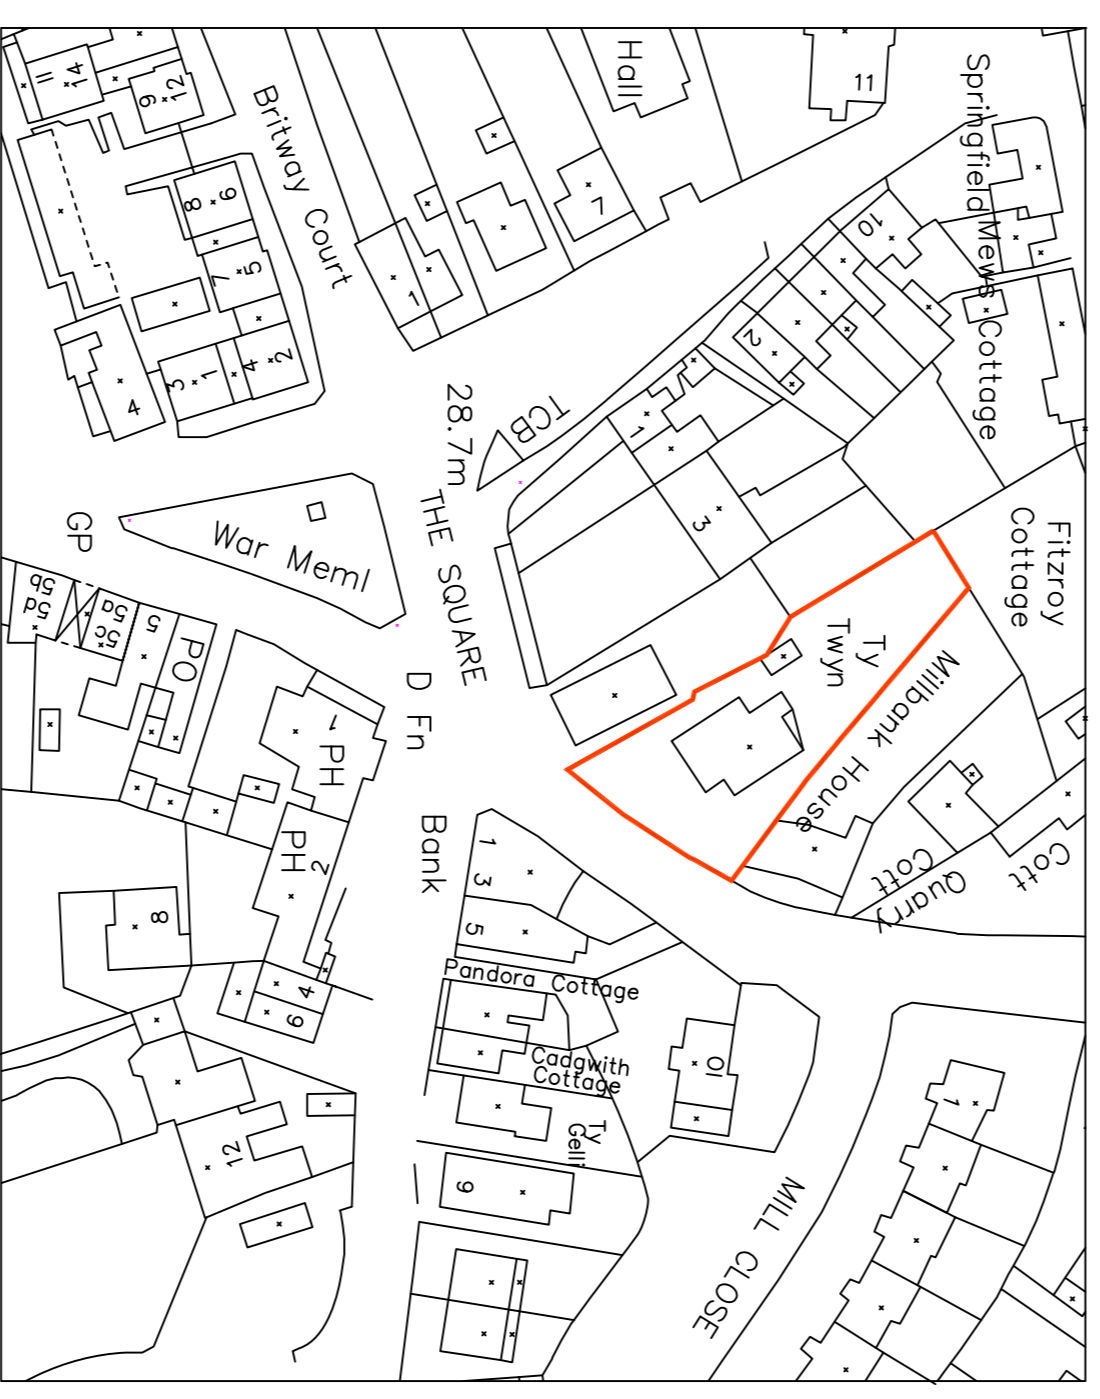 11
14
9
12
Britway Court
Hall
11
Springfield Mews Cottage
8
6
7
5
7
10
1
2
4
2
3
1
4
28.7m
TCB
1
3
THE SQUARE
War Meml
GP
Fitzroy
Cottage
5b
5d
5a
5c
5
PO
Ty
Twyn
Millbank House
D Fn
1
PH
PH
2
Bank
1
3
5
Cott
Quarry
Cott
8
Pandora Cottage
4
6
Cadgwith
Cottage
10
1
Ty
Gelli
12
9
MILL CLOSE